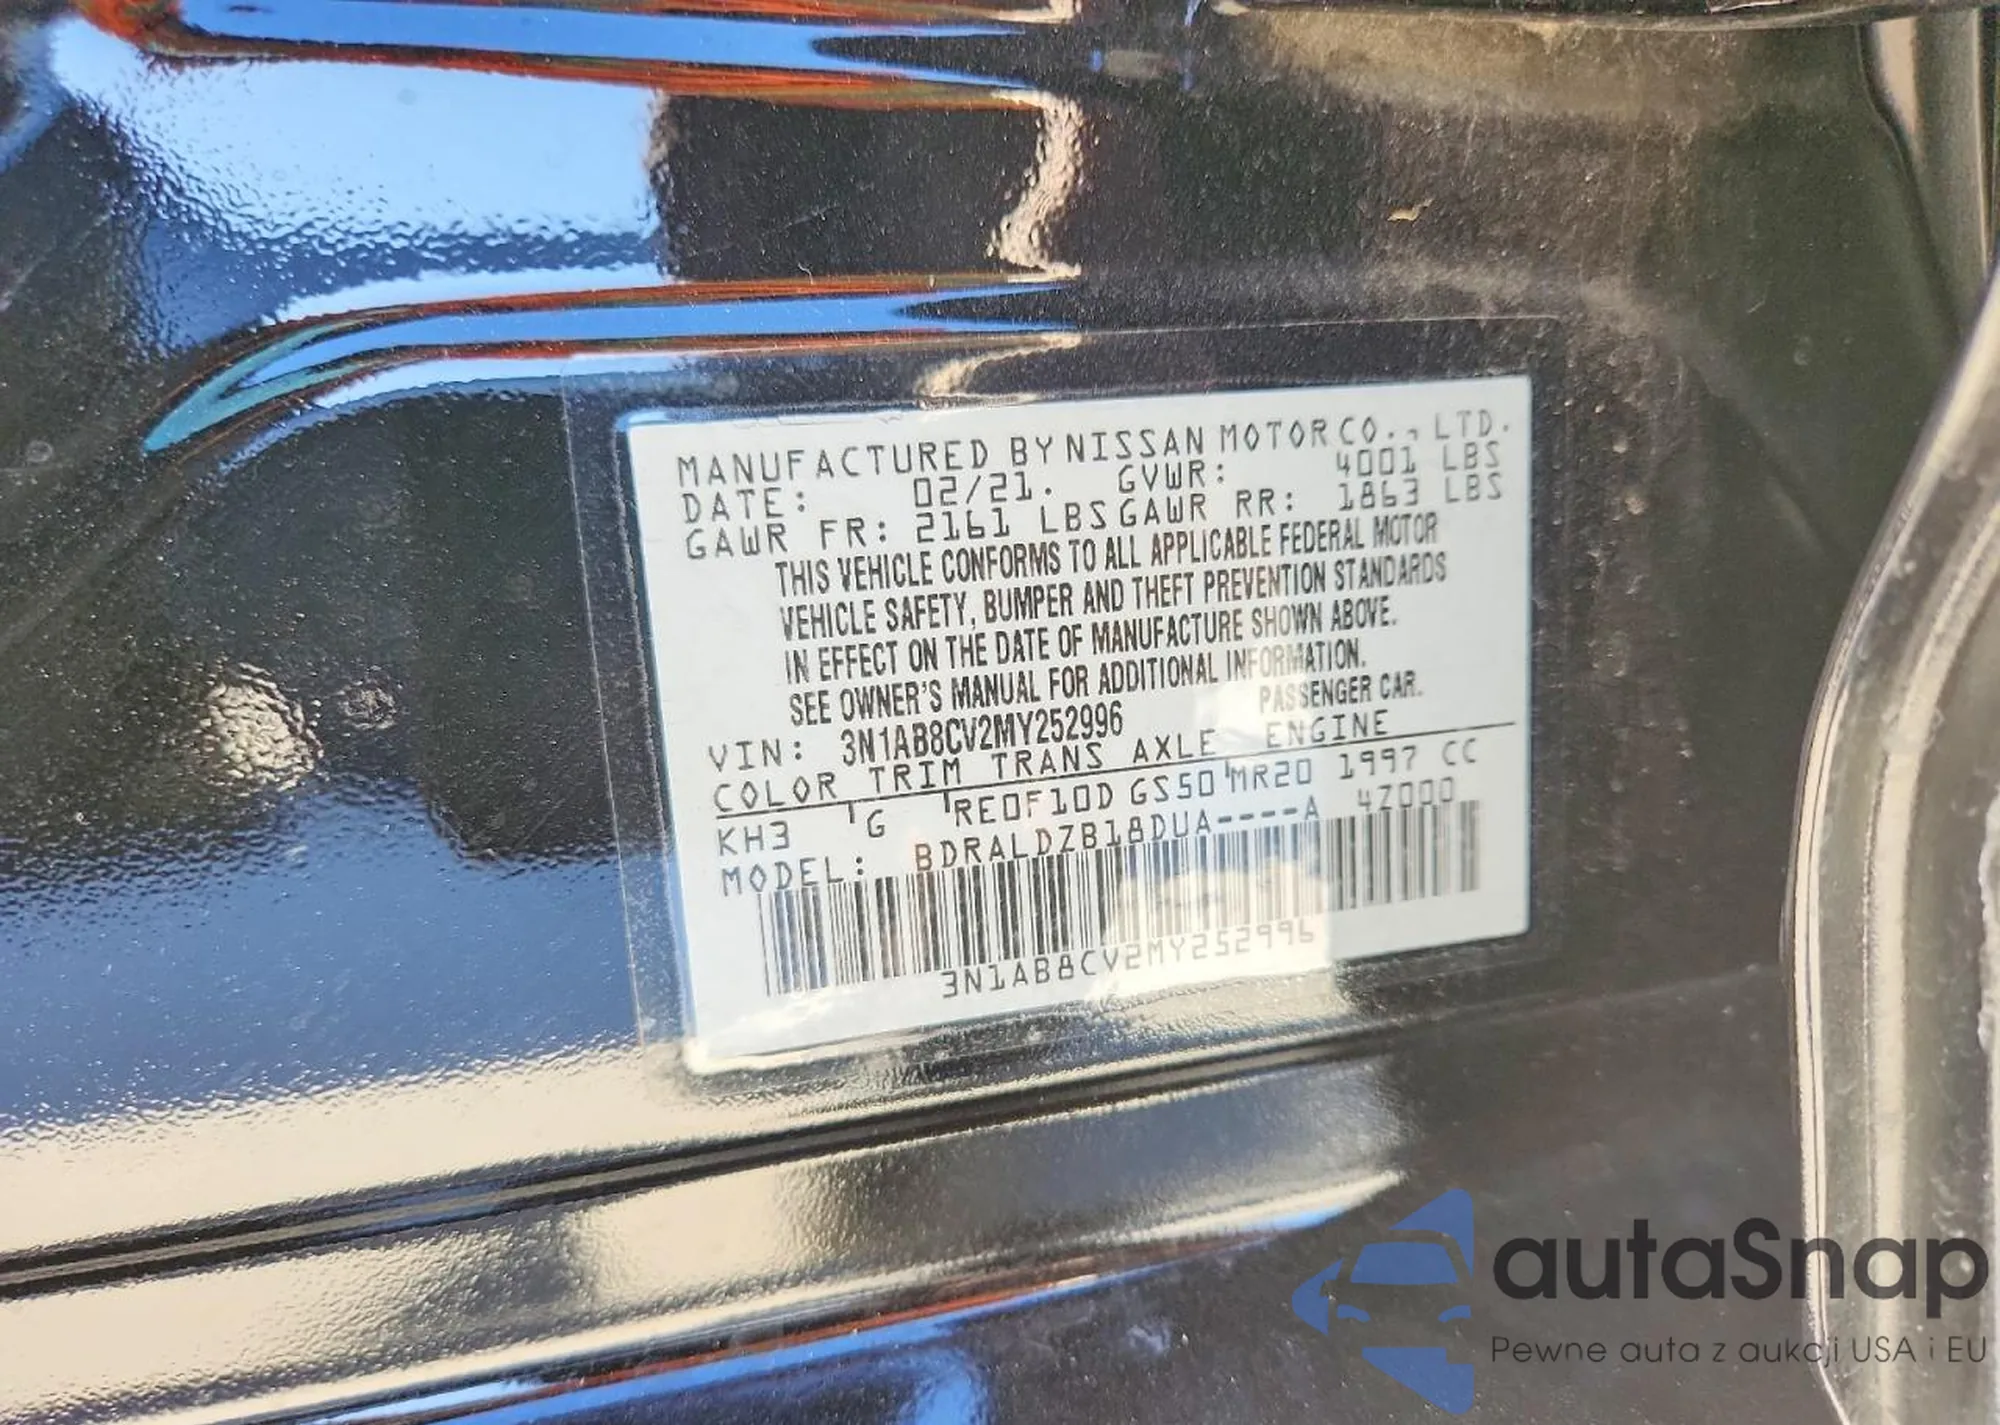 MANUFACTURED BY NISSAN MOTOR CO., LTD.
DATE: 02/21. GVWR: 4001 LBS
GAWR FR: 2161 LBS GAWR RR: 1863 LBS
THIS VEHICLE CONFORMS TO ALL APPLICABLE FEDERAL MOTOR
VEHICLE SAFETY, BUMPER AND THEFT PREVENTION STANDARDS
IN EFFECT ON THE DATE OF MANUFACTURE SHOWN ABOVE.
SEE OWNER'S MANUAL FOR ADDITIONAL INFORMATION.
PASSENGER CAR.
VIN: 3N1AB8CV2MY252996
COLOR TRIM TRANS AXLE ENGINE
KH3 G RE0F10D GS50 MR20 1997 CC
MODEL: BDRALDZB18DUA----A 4Z000
3N1AB8CV2MY252996
autaSnap
Pewne auta z aukcji USA i EU